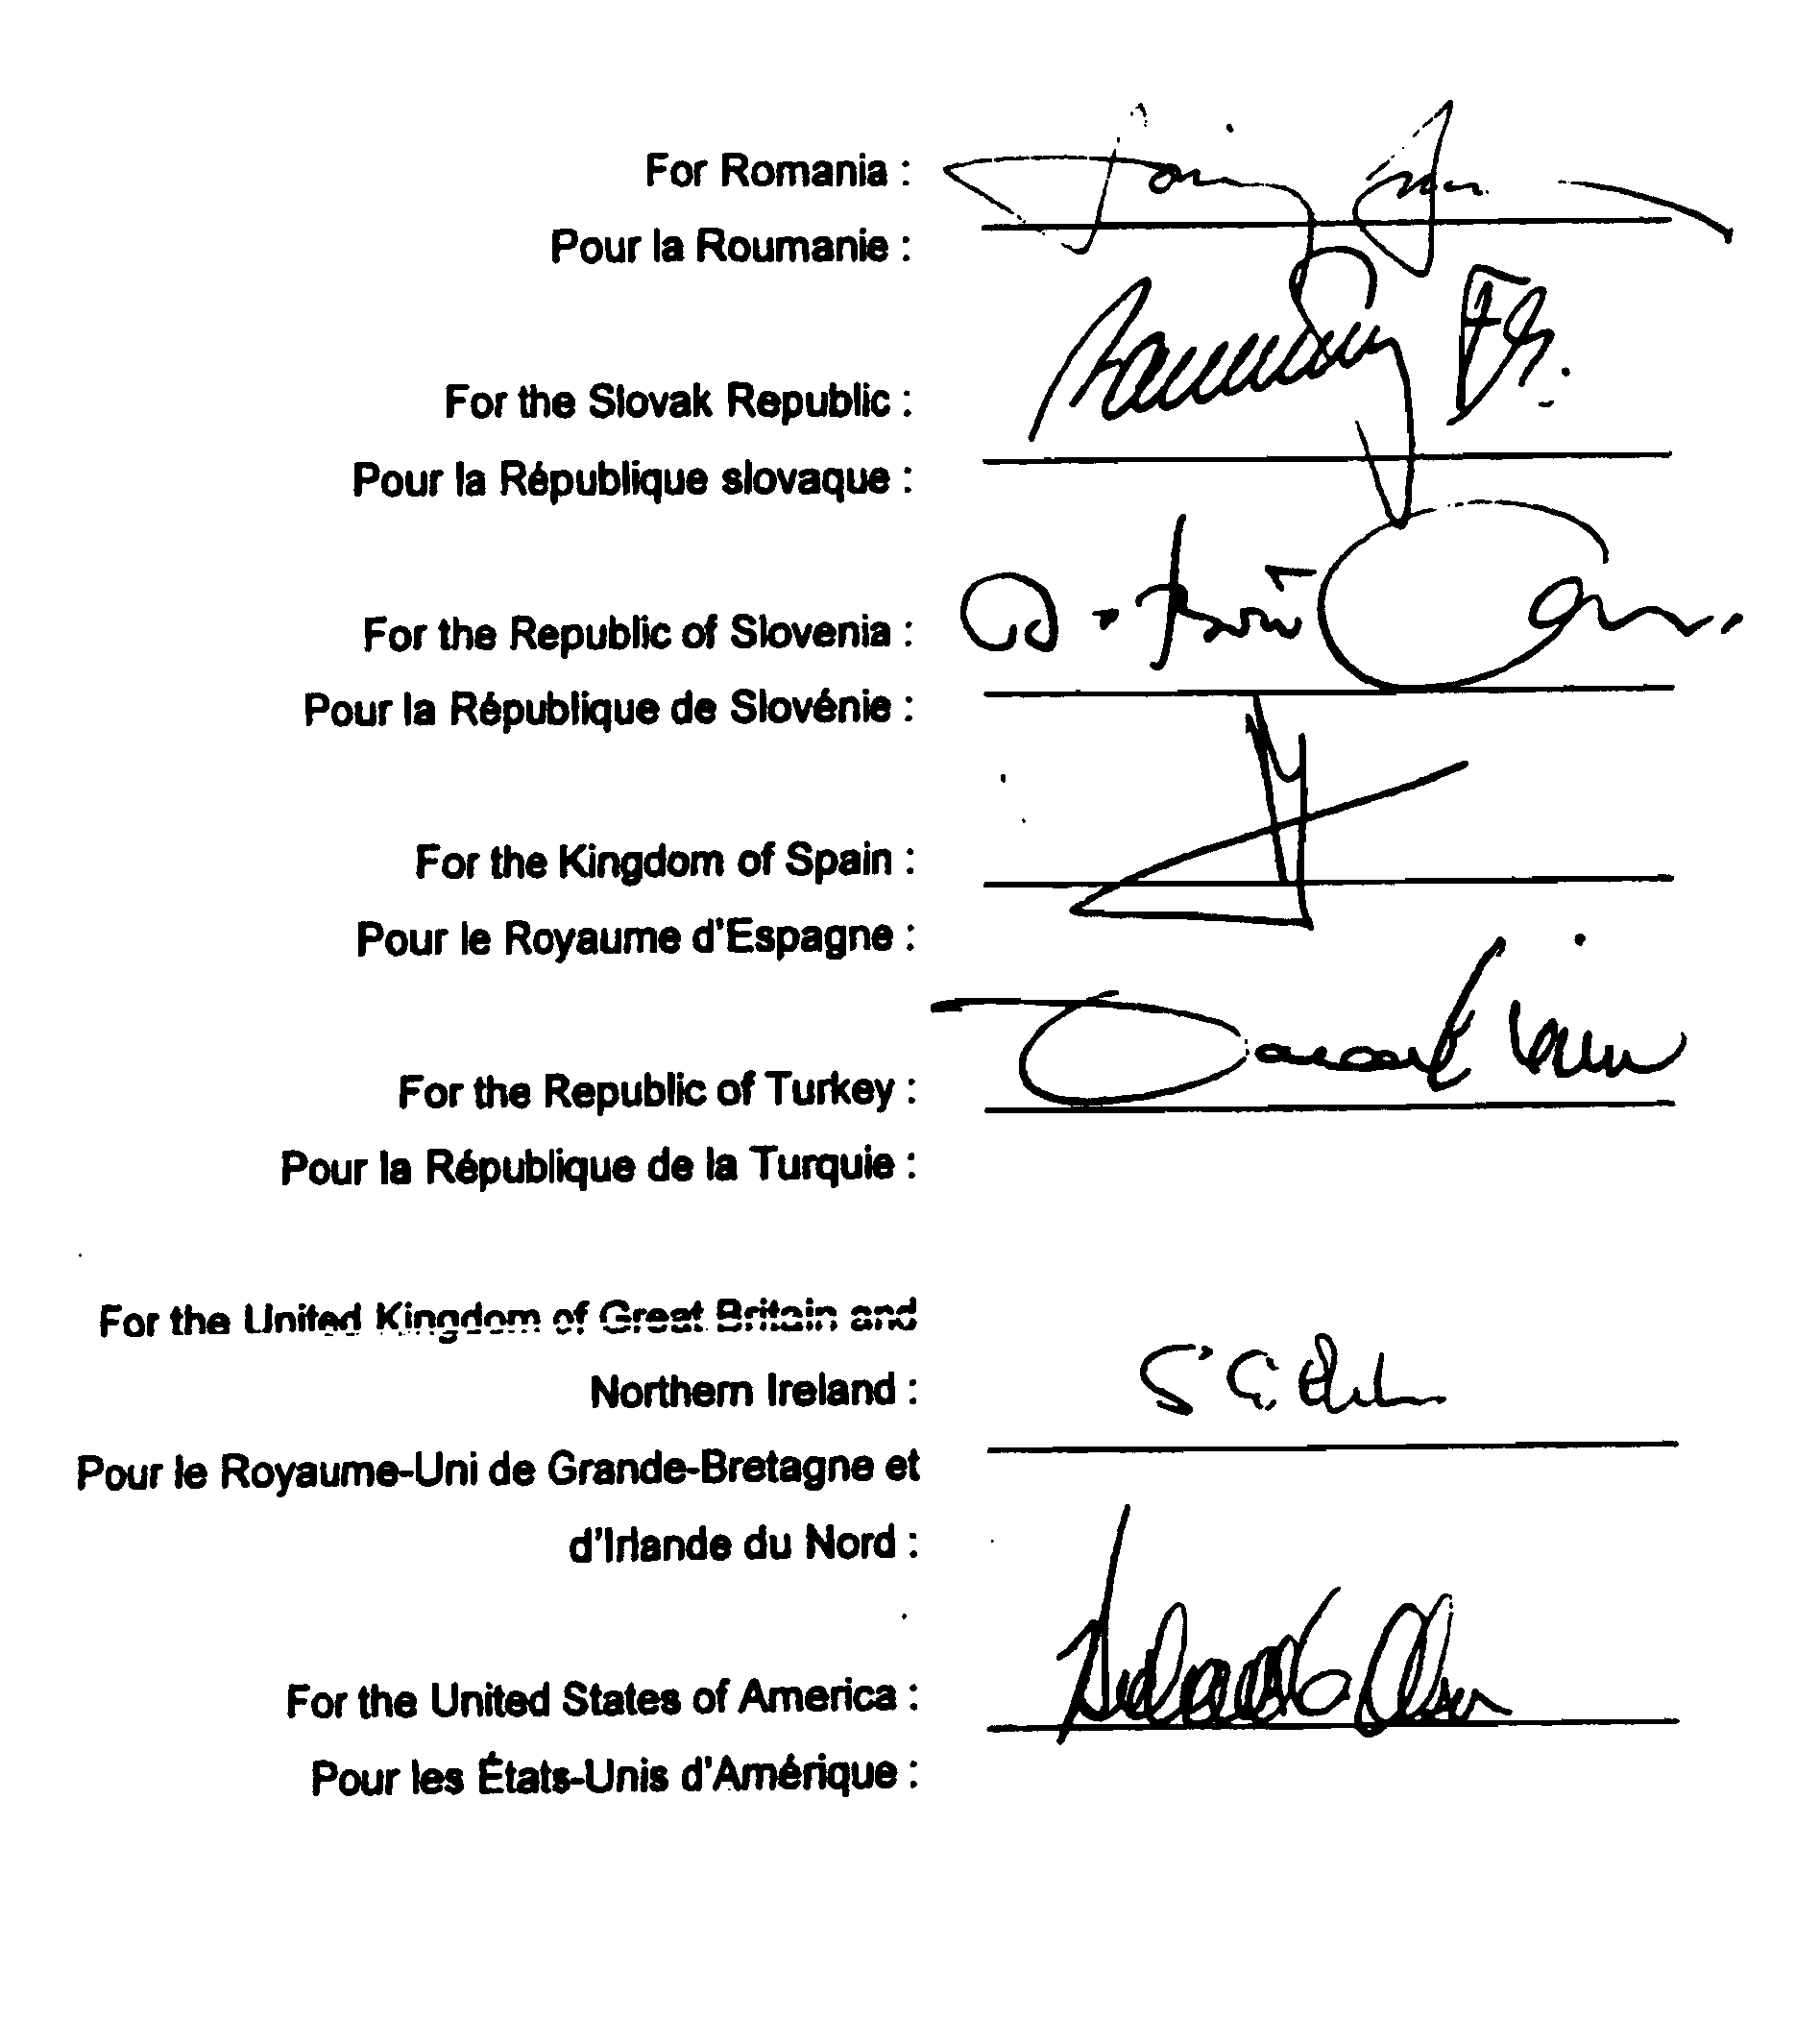 For Romania :
Pour la Roumanie :
For the Slovak Republic :
Pour la République slovaque :
For the Republic of Slovenia :
Pour la République de Slovénie :
For the Kingdom of Spain :
Pour le Royaume d'Espagne :
For the Republic of Turkey :
Pour la République de la Turquie :
For the United Kingdom of Great Britain and
Northern Ireland :
Pour le Royaume-Uni de Grande-Bretagne et
d'Irlande du Nord :
For the United States of America :
Pour les États-Unis d'Amérique :